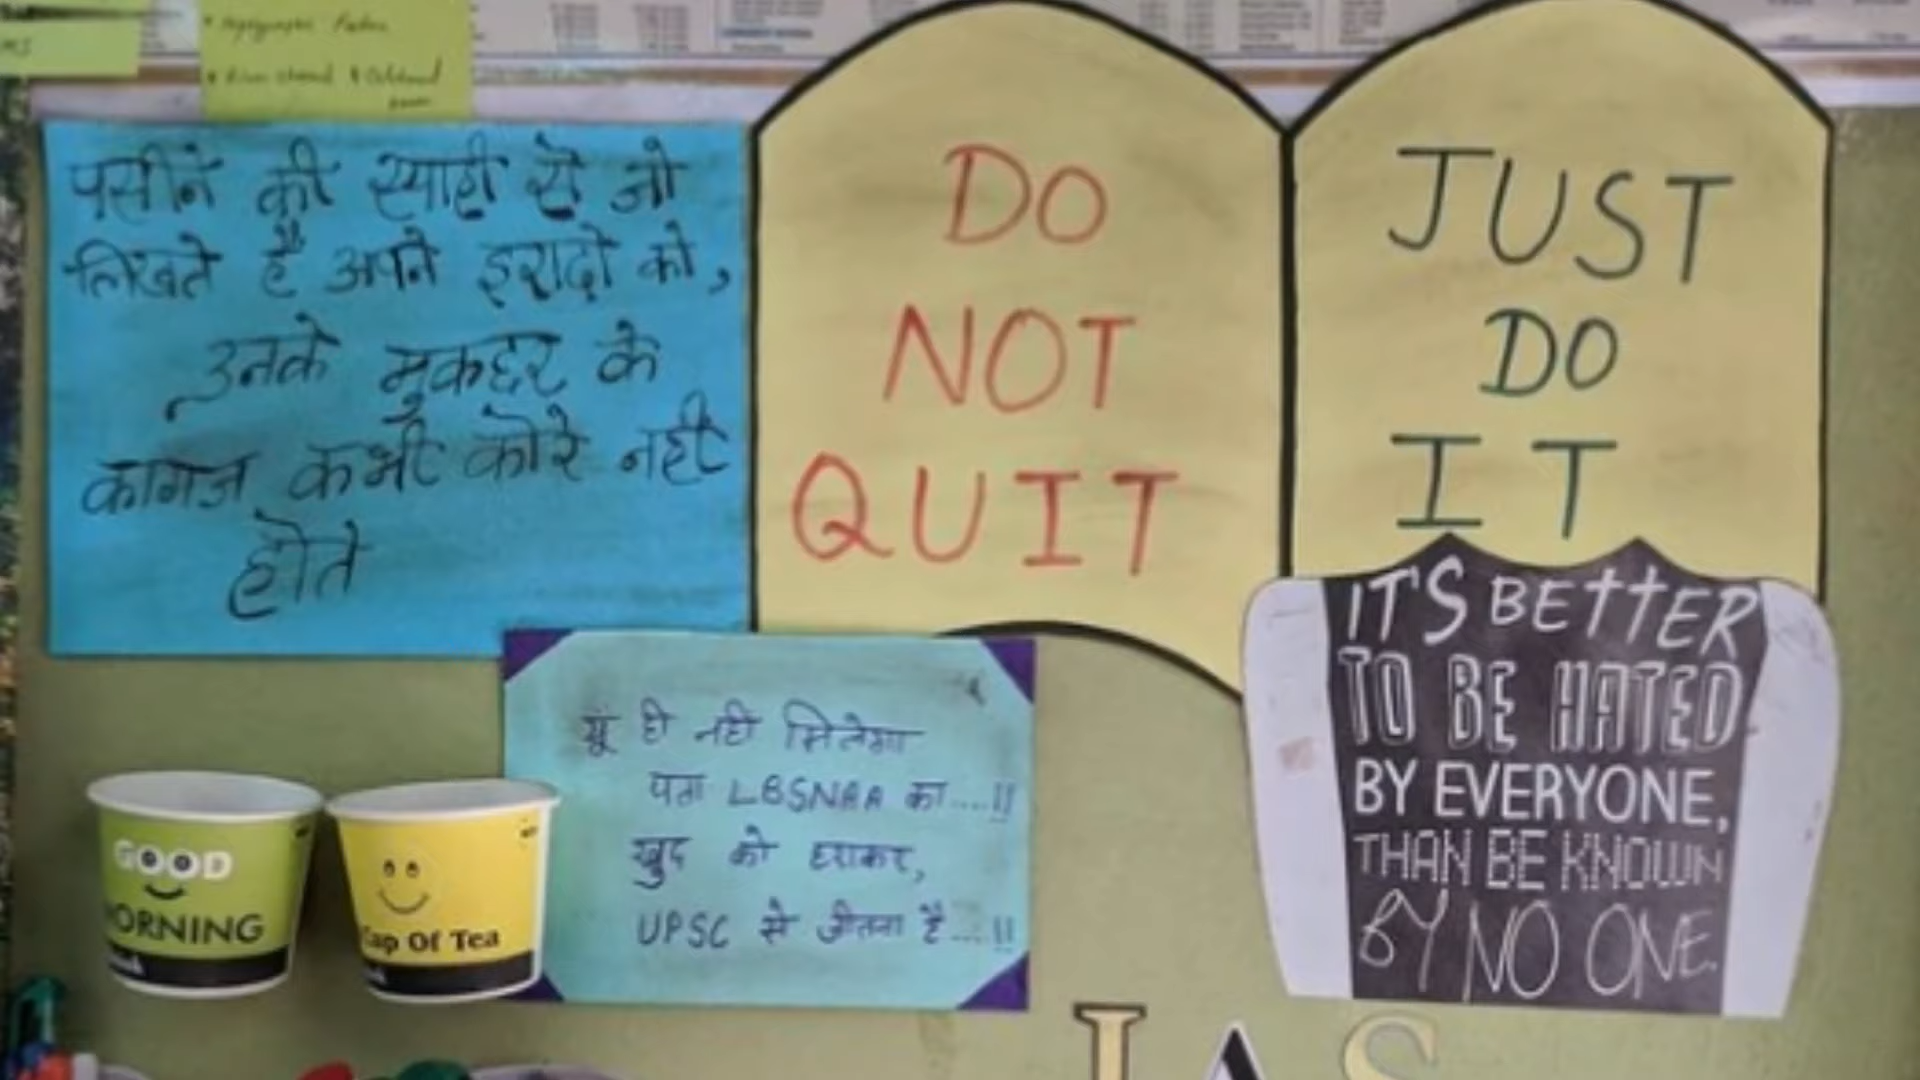 पसीने की स्याही से जो
लिखते है अपने इरादो को,
उनके मुकद्दर के
कागज कभी कोरे नही
होते
DO
NOT
QUIT
JUST
DO
IT
यूं ही नही मिलेगा
पता LBSNAA का....!!
खुद को हराकर,
UPSC से जीतना है....!!
IT'S BETTER
TO BE HATED
BY EVERYONE,
THAN BE KNOWN
BY NO ONE.
GOOD
MORNING
Cup Of Tea
IAS